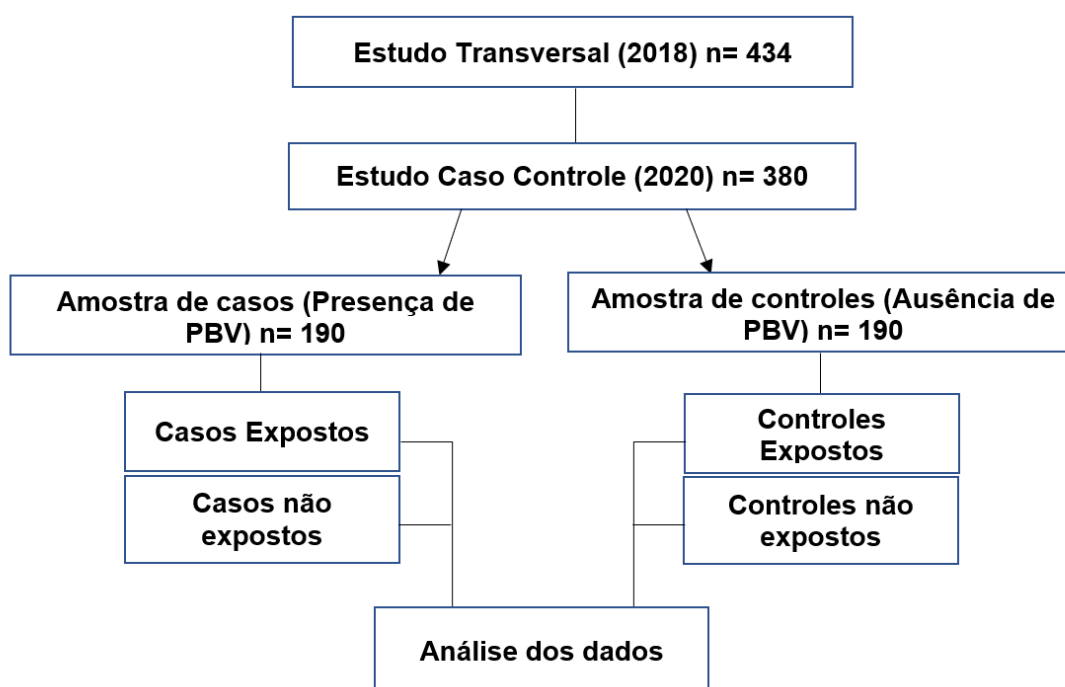 Estudo Transversal (2018) n= 434
Estudo Caso Controle (2020) n= 380
Amostra de casos (Presença de
PBV) n= 190
Amostra de controles (Ausência de
PBV) n= 190
Casos Expostos
Casos não
expostos
Controles
Expostos
Controles não
expostos
Análise dos dados